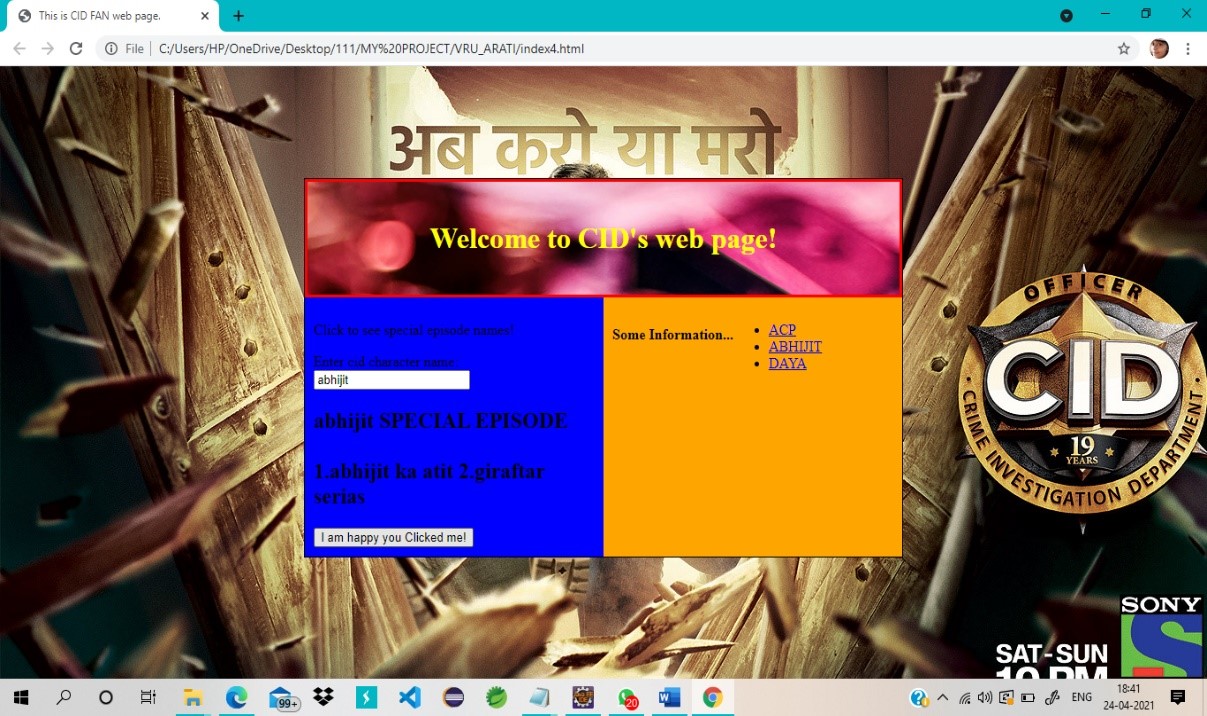 This is CID FAN web page.
File | C:/Users/HP/OneDrive/Desktop/111/MY%20PROJECT/VRU_ARATI/index4.html
अब करो या मरो
Welcome to CID's web page!
Click to see special episode names!
Enter cid character name
abhijit
abhijit SPECIAL EPISODE
1.abhijit ka atit 2.giraftar
serias
I am happy you Clicked me!
Some Information...
ACP
ABHIJIT
DAYA
OFFICER
CID
19
YEARS
CRIME INVESTIGATION DEPARTMENT
SONY
SAT-SUN
10 PM
99+
20
ENG
18:41
24-04-2021